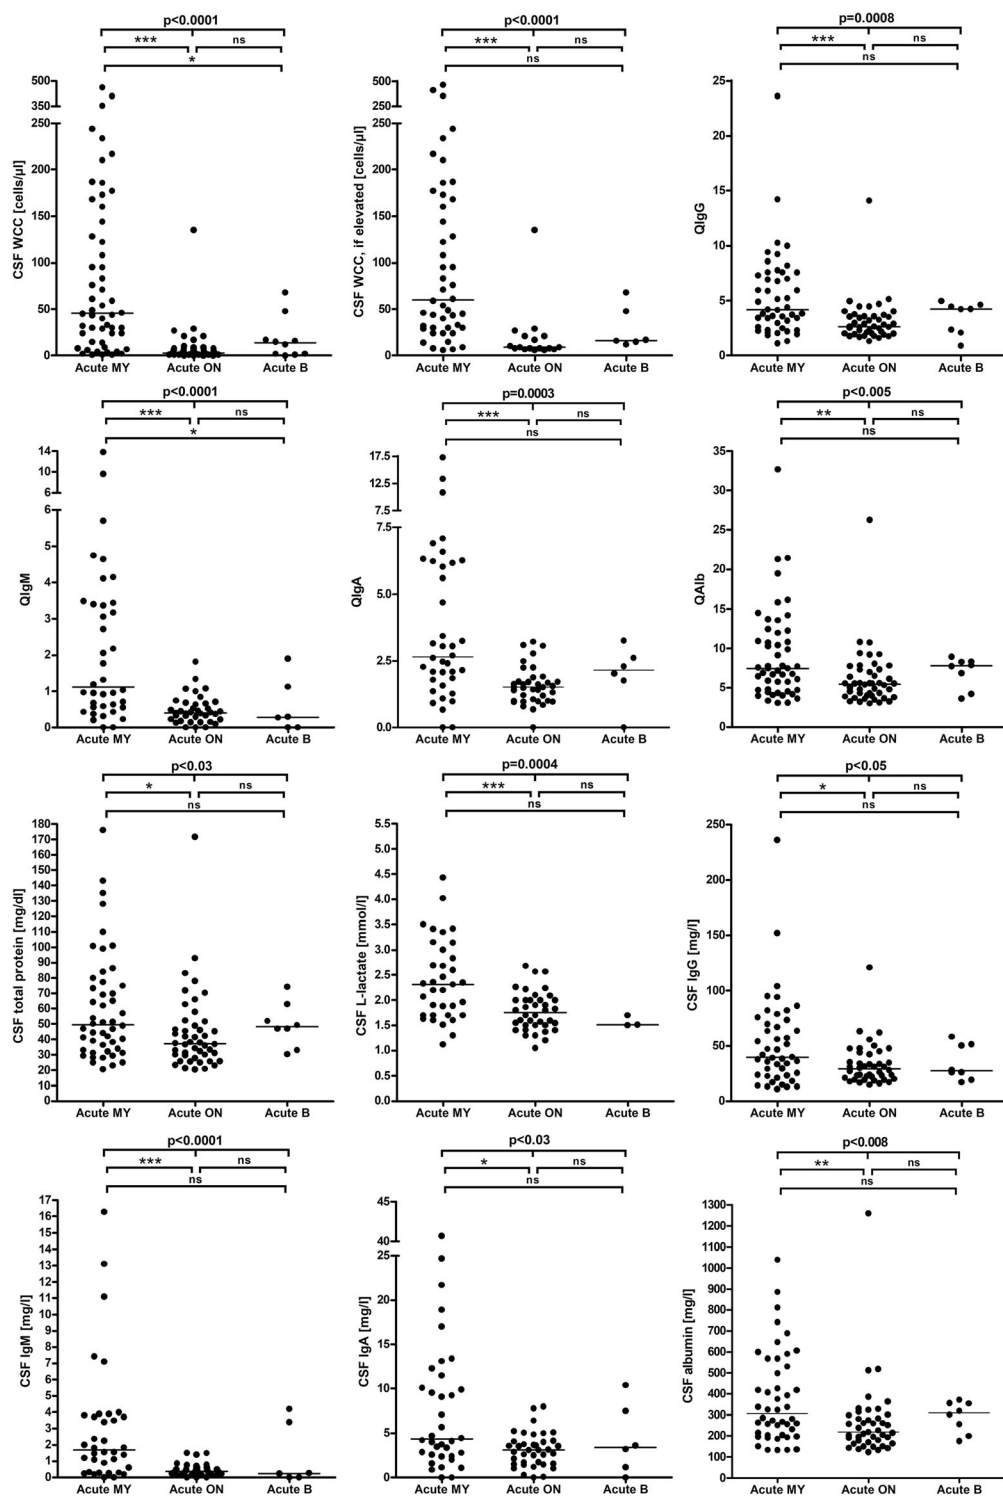 p<0.0001
*** ns
*
CSF WCC [cells/µl]
500
350
250
200
150
100
50
0
Acute MY Acute ON Acute B
p<0.0001
*** ns
ns
CSF WCC, if elevated [cells/µl]
500
250
250
200
150
100
50
0
Acute MY Acute ON Acute B
p=0.0008
*** ns
ns
QIgG
25
20
15
10
5
0
Acute MY Acute ON Acute B
p<0.0001
*** ns
*
QIgM
14
12
10
8
6
6
5
4
3
2
1
0
Acute MY Acute ON Acute B
p=0.0003
*** ns
ns
QIgA
17.5
12.5
7.5
7.5
5.0
2.5
0.0
Acute MY Acute ON Acute B
p<0.005
** ns
ns
QAlb
35
30
25
20
15
10
5
0
Acute MY Acute ON Acute B
p<0.03
* ns
ns
CSF total protein [mg/dl]
180
170
160
150
140
130
120
110
100
90
80
70
60
50
40
30
20
10
0
Acute MY Acute ON Acute B
p=0.0004
*** ns
ns
CSF L-lactate [mmol/l]
5.5
5.0
4.5
4.0
3.5
3.0
2.5
2.0
1.5
1.0
0.5
0.0
Acute MY Acute ON Acute B
p<0.05
* ns
ns
CSF IgG [mg/l]
250
200
150
100
50
0
Acute MY Acute ON Acute B
p<0.0001
*** ns
ns
CSF IgM [mg/l]
17
16
15
14
13
12
11
10
9
8
7
6
5
4
3
2
1
0
Acute MY Acute ON Acute B
p<0.03
* ns
ns
CSF IgA [mg/l]
45
40
25
20
15
10
5
0
Acute MY Acute ON Acute B
p<0.008
** ns
ns
CSF albumin [mg/l]
1300
1200
1100
1000
900
800
700
600
500
400
300
200
100
0
Acute MY Acute ON Acute B